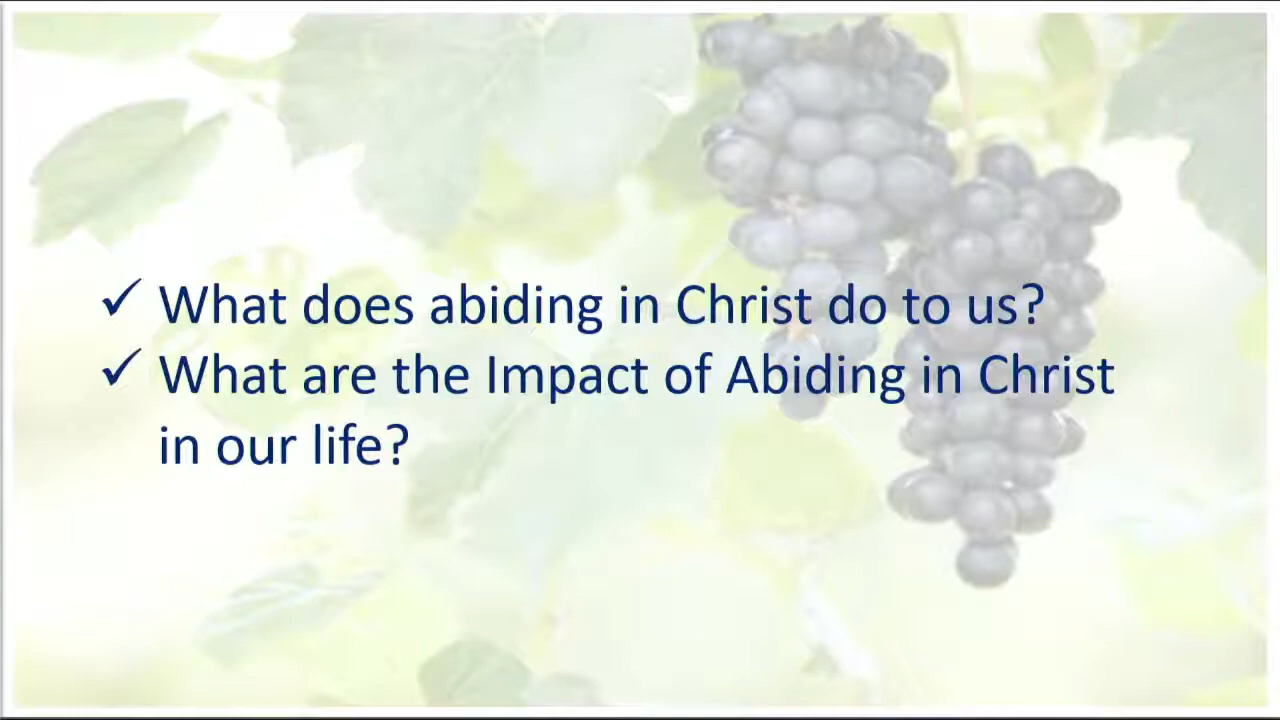 ✓ What does abiding in Christ do to us?
✓ What are the Impact of Abiding in Christ
in our life?